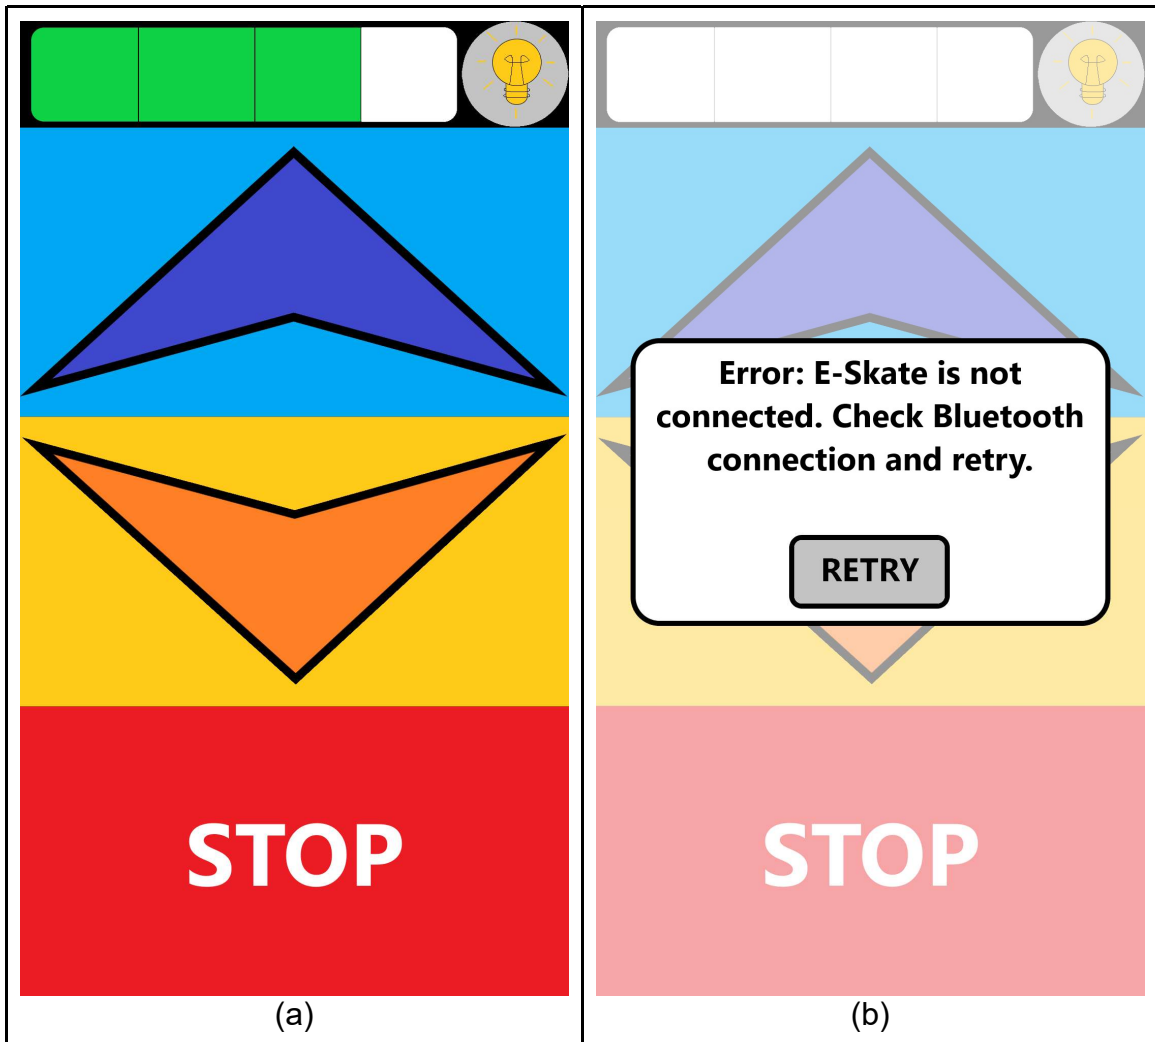 STOP
(a)
Error: E-Skate is not
connected. Check Bluetooth
connection and retry.
RETRY
STOP
(b)